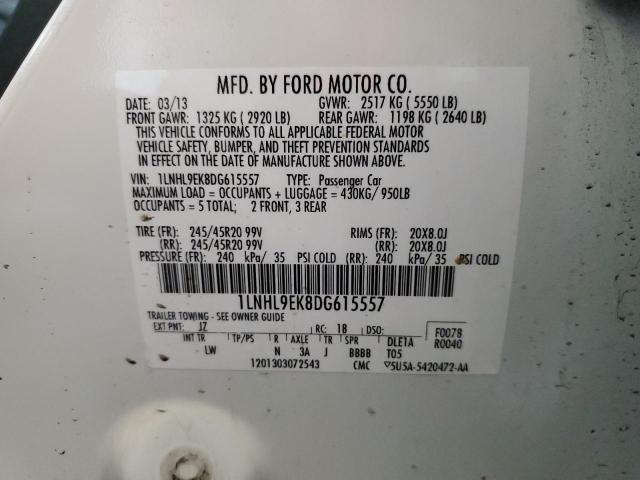 MFD. BY FORD MOTOR CO.
DATE: 03/13 GVWR: 2517 KG ( 5550 LB)
FRONT GAWR: 1325 KG ( 2920 LB) REAR GAWR: 1198 KG ( 2640 LB)
THIS VEHICLE CONFORMS TO ALL APPLICABLE FEDERAL MOTOR
VEHICLE SAFETY, BUMPER, AND THEFT PREVENTION STANDARDS
IN EFFECT ON THE DATE OF MANUFACTURE SHOWN ABOVE.
VIN: 1LNHL9EK8DG615557 TYPE: Passenger Car
MAXIMUM LOAD = OCCUPANTS + LUGGAGE = 430KG/ 950LB
OCCUPANTS = 5 TOTAL; 2 FRONT, 3 REAR
TIRE (FR): 245/45R20 99V RIMS (FR): 20X8.0J
(RR): 245/45R20 99V (RR): 20X8.0J
PRESSURE (FR): 240 kPa/ 35 PSI COLD (RR): 240 kPa/ 35 PSI COLD
1LNHL9EK8DG615557
TRAILER TOWING - SEE OWNER GUIDE
EXT PNT: JZ RC: 18 DSO: F0078
INT TR TP/PS R AXLE TR SPR DLE1A R0040
LW N 3A J BBBB T05
1201303072543 CMC ▽5U5A-5420472-AA